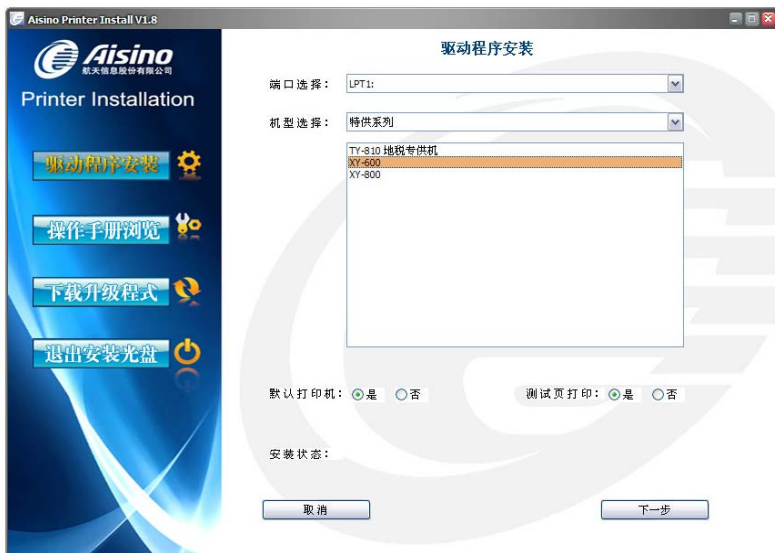 Aisino Printer Install V1.8
Aisino
航天信息股份有限公司
Printer Installation
驱动程序安装
操作手册浏览
下载升级程式
退出安装光盘
驱动程序安装
端口选择: LPT1:
机型选择: 特供系列
TY-810 地税专供机
XY-600
XY-800
默认打印机: 是 否 测试页打印: 是 否
安装状态:
取消 下一步